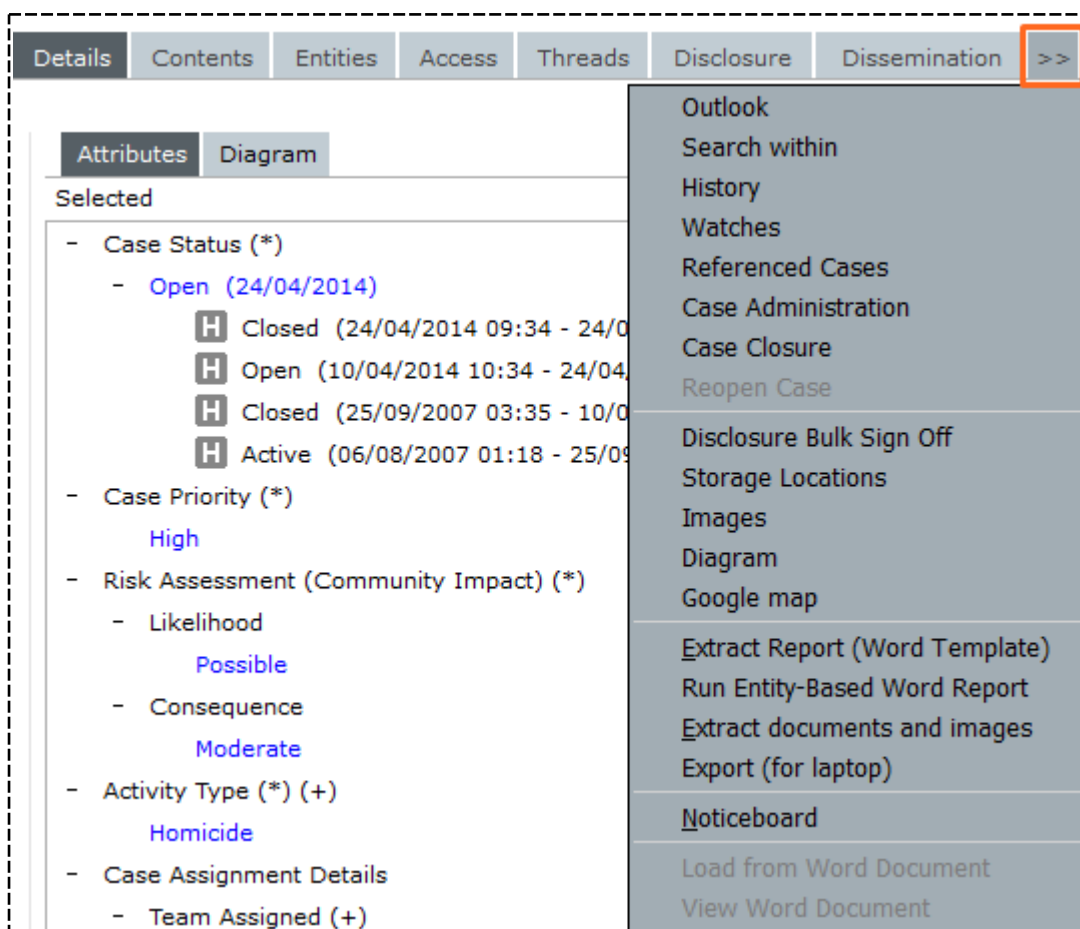 Details Contents Entities Access Threads Disclosure Dissemination >>
Attributes Diagram
Selected
- Case Status (*)
- Open (24/04/2014)
H Closed (24/04/2014 09:34 - 24/0
H Open (10/04/2014 10:34 - 24/04/
H Closed (25/09/2007 03:35 - 10/0
H Active (06/08/2007 01:18 - 25/09
- Case Priority (*)
High
- Risk Assessment (Community Impact) (*)
- Likelihood
Possible
- Consequence
Moderate
- Activity Type (*) (+)
Homicide
- Case Assignment Details
- Team Assigned (+)
Outlook
Search within
History
Watches
Referenced Cases
Case Administration
Case Closure
Reopen Case
Disclosure Bulk Sign Off
Storage Locations
Images
Diagram
Google map
Extract Report (Word Template)
Run Entity-Based Word Report
Extract documents and images
Export (for laptop)
Noticeboard
Load from Word Document
View Word Document